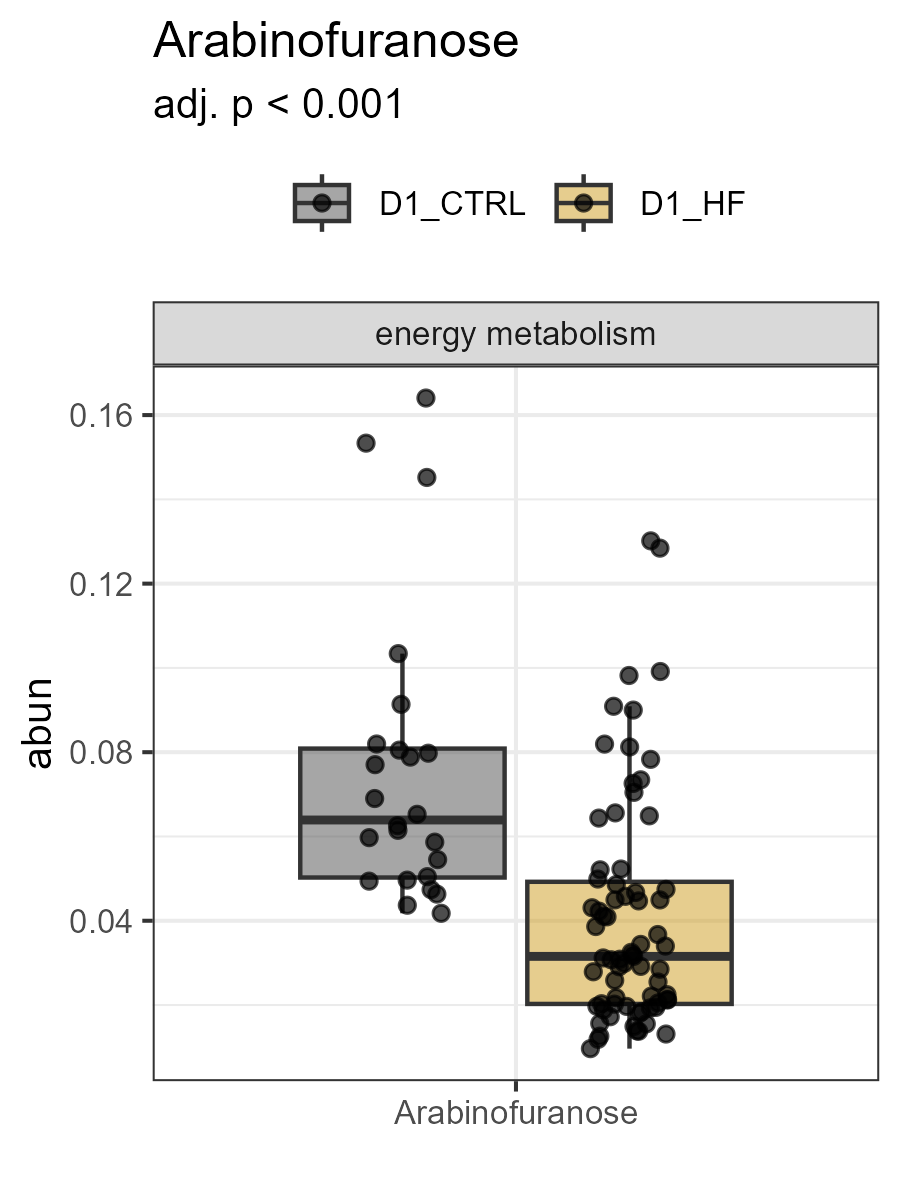 Arabinofuranose
adj. p < 0.001
D1_CTRL D1_HF
energy metabolism
0.16
0.12
0.08
0.04
abun
Arabinofuranose